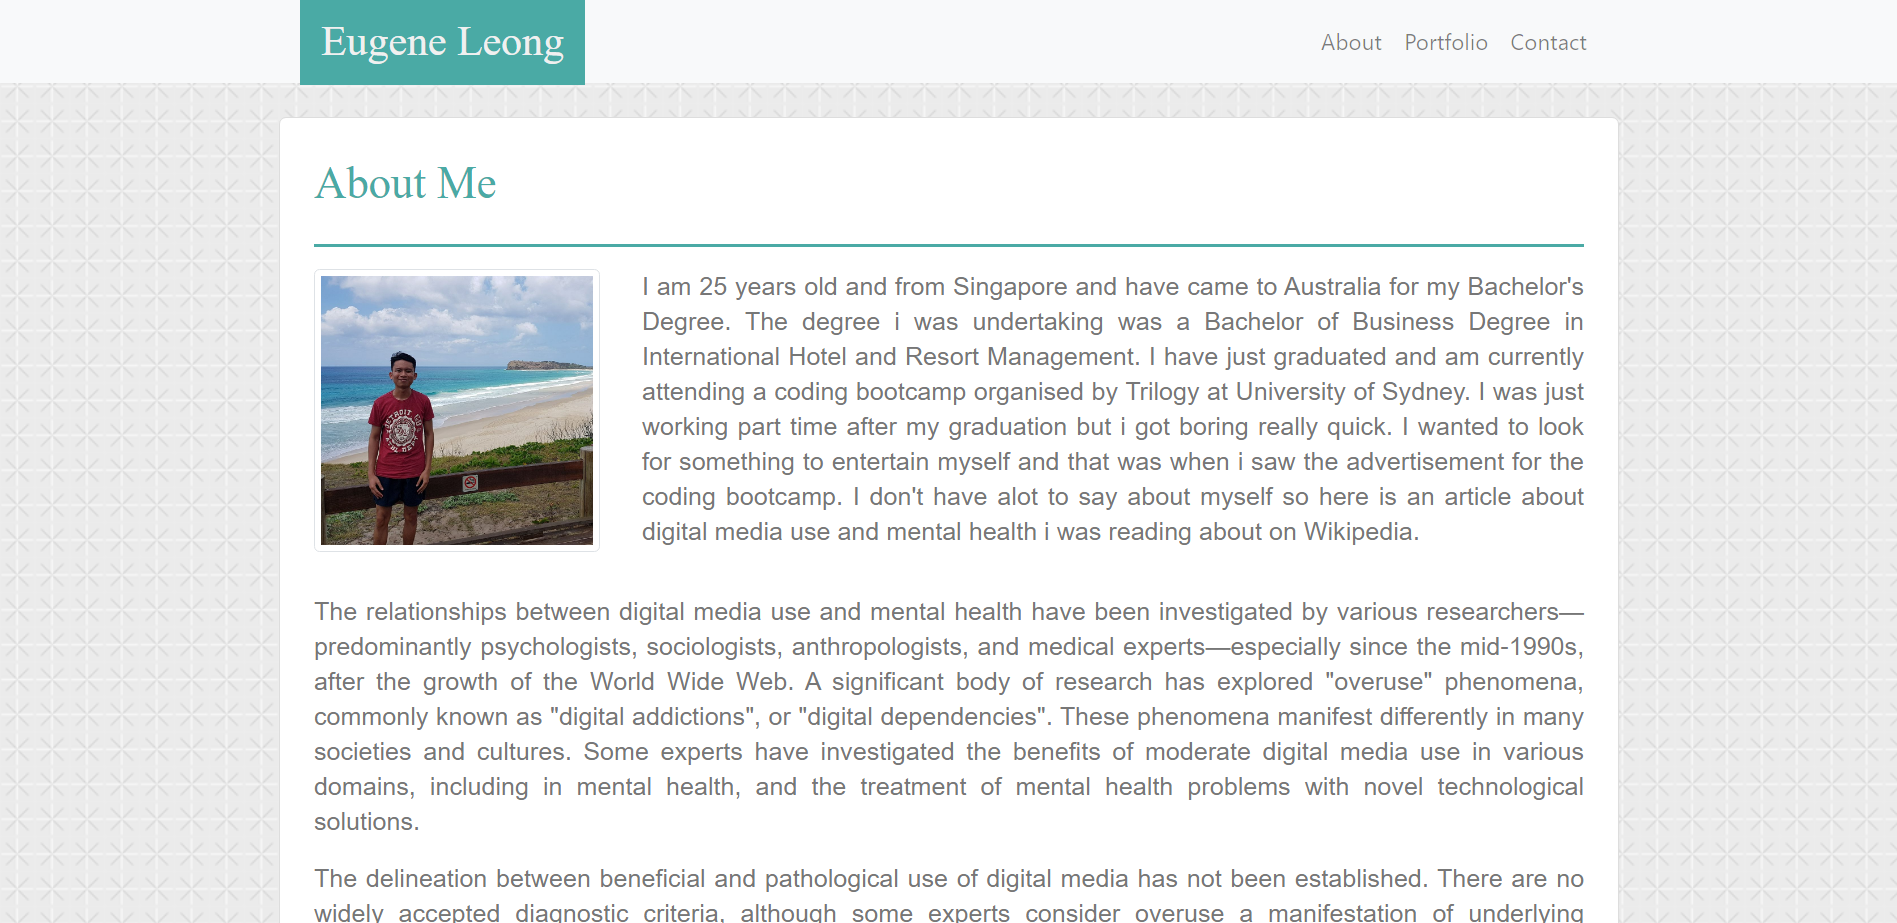 Eugene Leong
About Portfolio Contact
About Me
I am 25 years old and from Singapore and have came to Australia for my Bachelor's
Degree. The degree i was undertaking was a Bachelor of Business Degree in
International Hotel and Resort Management. I have just graduated and am currently
attending a coding bootcamp organised by Trilogy at University of Sydney. I was just
working part time after my graduation but i got boring really quick. I wanted to look
for something to entertain myself and that was when i saw the advertisement for the
coding bootcamp. I don't have alot to say about myself so here is an article about
digital media use and mental health i was reading about on Wikipedia.
The relationships between digital media use and mental health have been investigated by various researchers—
predominantly psychologists, sociologists, anthropologists, and medical experts—especially since the mid-1990s,
after the growth of the World Wide Web. A significant body of research has explored "overuse" phenomena,
commonly known as "digital addictions", or "digital dependencies". These phenomena manifest differently in many
societies and cultures. Some experts have investigated the benefits of moderate digital media use in various
domains, including in mental health, and the treatment of mental health problems with novel technological
solutions.
The delineation between beneficial and pathological use of digital media has not been established. There are no
widely accepted diagnostic criteria, although some experts consider overuse a manifestation of underlying